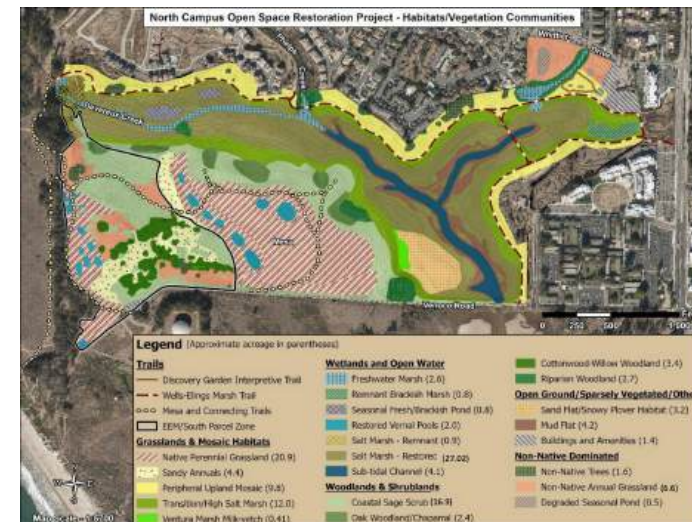 North Campus Open Space Restoration Project - Habitats/Vegetation Communities
Devereux Creek
Mesa
Venoco Road
0 250 500 1,000
Legend (Approximate acreage in parentheses)
Trails
Discovery Garden Interpretive Trail
Wells-Elings Marsh Trail
Mesa and Connecting Trails
EEM/South Parcel Zone
Grasslands & Mosaic Habitats
Native Perennial Grassland (20.9)
Sandy Annuals (4.4)
Peripheral Upland Mosaic (9.8)
Transition/High Salt Marsh (12.0)
Ventura Marsh Milkvetch (0.41)
Wetlands and Open Water
Freshwater Marsh (2.6)
Remnant Brackish Marsh (0.8)
Seasonal Fresh/Brackish Pond (0.8)
Restored Vernal Pools (2.0)
Salt Marsh - Remnant (0.9)
Salt Marsh - Restored (27.02)
Sub-tidal Channel (4.1)
Woodlands & Shrublands
Coastal Sage Scrub (16.9)
Oak Woodland/Chaparral (2.4)
Cottonwood-Willow Woodland (3.4)
Riparian Woodland (2.7)
Open Ground/Sparsely Vegetated/Othe
Sand Flat/Snowy Plover Habitat (3.2)
Mud Flat (4.2)
Buildings and Amenities (1.4)
Non-Native Dominated
Non-Native Trees (1.6)
Non-Native Annual Grassland (6.6)
Degraded Seasonal Pond (0.5)